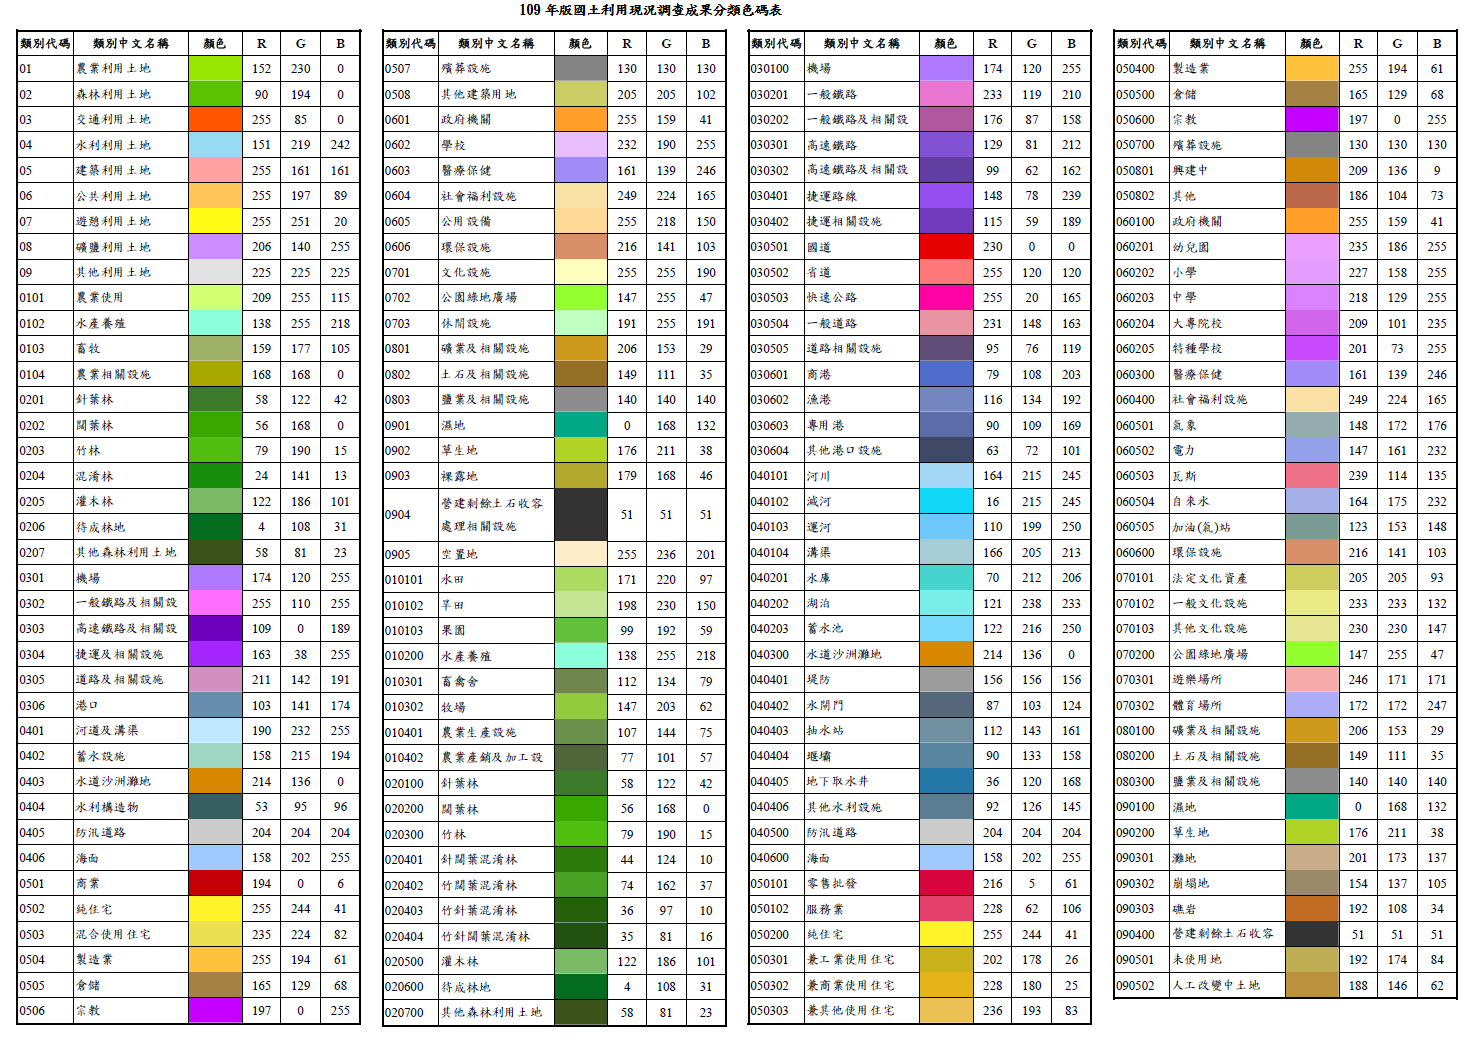 109 年版國土利用現況調查成果分類色碼表
類別代碼 類別中文名稱 顏色 R G B
01 農業利用土地 152 230 0
02 森林利用土地 90 194 0
03 交通利用土地 255 85 0
04 水利利用土地 151 219 242
05 建築利用土地 255 161 161
06 公共利用土地 255 197 89
07 遊憩利用土地 255 251 20
08 礦鹽利用土地 206 140 255
09 其他利用土地 225 225 225
0101 農業使用 209 255 115
0102 水產養殖 138 255 218
0103 畜牧 159 177 105
0104 農業相關設施 168 168 0
0201 針葉林 58 122 42
0202 闊葉林 56 168 0
0203 竹林 79 190 15
0204 混淆林 24 141 13
0205 灌木林 122 186 101
0206 待成林地 4 108 31
0207 其他森林利用土地 58 81 23
0301 機場 174 120 255
0302 一般鐵路及相關設 255 110 255
0303 高速鐵路及相關設 109 0 189
0304 捷運及相關設施 163 38 255
0305 道路及相關設施 211 142 191
0306 港口 103 141 174
0401 河道及溝渠 190 232 255
0402 蓄水設施 158 215 194
0403 水道沙洲灘地 214 136 0
0404 水利構造物 53 95 96
0405 防汛道路 204 204 204
0406 海面 158 202 255
0501 商業 194 0 6
0502 純住宅 255 244 41
0503 混合使用住宅 235 224 82
0504 製造業 255 194 61
0505 倉儲 165 129 68
0506 宗教 197 0 255
類別代碼 類別中文名稱 顏色 R G B
0507 殯葬設施 130 130 130
0508 其他建築用地 205 205 102
0601 政府機關 255 159 41
0602 學校 232 190 255
0603 醫療保健 161 139 246
0604 社會福利設施 249 224 165
0605 公用設備 255 218 150
0606 環保設施 216 141 103
0701 文化設施 255 255 190
0702 公園綠地廣場 147 255 47
0703 休閒設施 191 255 191
0801 礦業及相關設施 206 153 29
0802 土石及相關設施 149 111 35
0803 鹽業及相關設施 140 140 140
0901 濕地 0 168 132
0902 草生地 176 211 38
0903 裸露地 179 168 46
0904 營建剩餘土石收容 51 51 51
處理相關設施
0905 空置地 255 236 201
010101 水田 171 220 97
010102 旱田 198 230 150
010103 果園 99 192 59
010200 水產養殖 138 255 218
010301 畜禽舍 112 134 79
010302 牧場 147 203 62
010401 農業生產設施 107 144 75
010402 農業產銷及加工設 77 101 57
020100 針葉林 58 122 42
020200 闊葉林 56 168 0
020300 竹林 79 190 15
020401 針闊葉混淆林 44 124 10
020402 竹闊葉混淆林 74 162 37
020403 竹針葉混淆林 36 97 10
020404 竹針闊葉混淆林 35 81 16
020500 灌木林 122 186 101
020600 待成林地 4 108 31
020700 其他森林利用土地 58 81 23
類別代碼 類別中文名稱 顏色 R G B
030100 機場 174 120 255
030201 一般鐵路 233 119 210
030202 一般鐵路及相關設 176 87 158
030301 高速鐵路 129 81 212
030302 高速鐵路及相關設 99 62 162
030401 捷運路線 148 78 239
030402 捷運相關設施 115 59 189
030501 國道 230 0 0
030502 省道 255 120 120
030503 快速公路 255 20 165
030504 一般道路 231 148 163
030505 道路相關設施 95 76 119
030601 商港 79 108 203
030602 漁港 116 134 192
030603 專用港 90 109 169
030604 其他港口設施 63 72 101
040101 河川 164 215 245
040102 減河 16 215 245
040103 運河 110 199 250
040104 溝渠 166 205 213
040201 水庫 70 212 206
040202 湖泊 121 238 233
040203 蓄水池 122 216 250
040300 水道沙洲灘地 214 136 0
040401 堤防 156 156 156
040402 水閘門 87 103 124
040403 抽水站 112 143 161
040404 堰壩 90 133 158
040405 地下取水井 36 120 168
040406 其他水利設施 92 126 145
040500 防汛道路 204 204 204
040600 海面 158 202 255
050101 零售批發 216 5 61
050102 服務業 228 62 106
050200 純住宅 255 244 41
050301 兼工業使用住宅 202 178 26
050302 兼商業使用住宅 228 180 25
050303 兼其他使用住宅 236 193 83
類別代碼 類別中文名稱 顏色 R G B
050400 製造業 255 194 61
050500 倉儲 165 129 68
050600 宗教 197 0 255
050700 殯葬設施 130 130 130
050801 興建中 209 136 9
050802 其他 186 104 73
060100 政府機關 255 159 41
060201 幼兒園 235 186 255
060202 小學 227 158 255
060203 中學 218 129 255
060204 大專院校 209 101 235
060205 特種學校 201 73 255
060300 醫療保健 161 139 246
060400 社會福利設施 249 224 165
060501 氣象 148 172 176
060502 電力 147 161 232
060503 瓦斯 239 114 135
060504 自來水 164 175 232
060505 加油(氣)站 123 153 148
060600 環保設施 216 141 103
070101 法定文化資產 205 205 93
070102 一般文化設施 233 233 132
070103 其他文化設施 230 230 147
070200 公園綠地廣場 147 255 47
070301 遊樂場所 246 171 171
070302 體育場所 172 172 247
080100 礦業及相關設施 206 153 29
080200 土石及相關設施 149 111 35
080300 鹽業及相關設施 140 140 140
090100 濕地 0 168 132
090200 草生地 176 211 38
090301 灘地 201 173 137
090302 崩塌地 154 137 105
090303 礁岩 192 108 34
090400 營建剩餘土石收容 51 51 51
090501 未使用地 192 174 84
090502 人工改變中土地 188 146 62